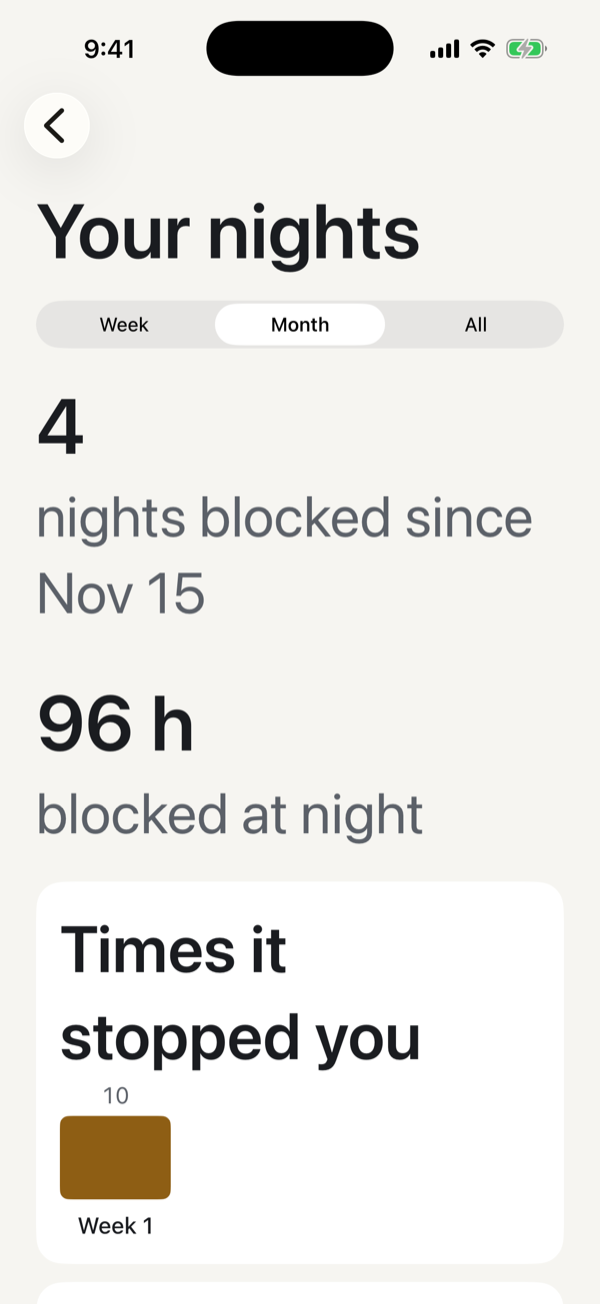 9:41
Your nights
Week
Month
All
4
nights blocked since
Nov 15
96 h
blocked at night
Times it
stopped you
10
Week 1